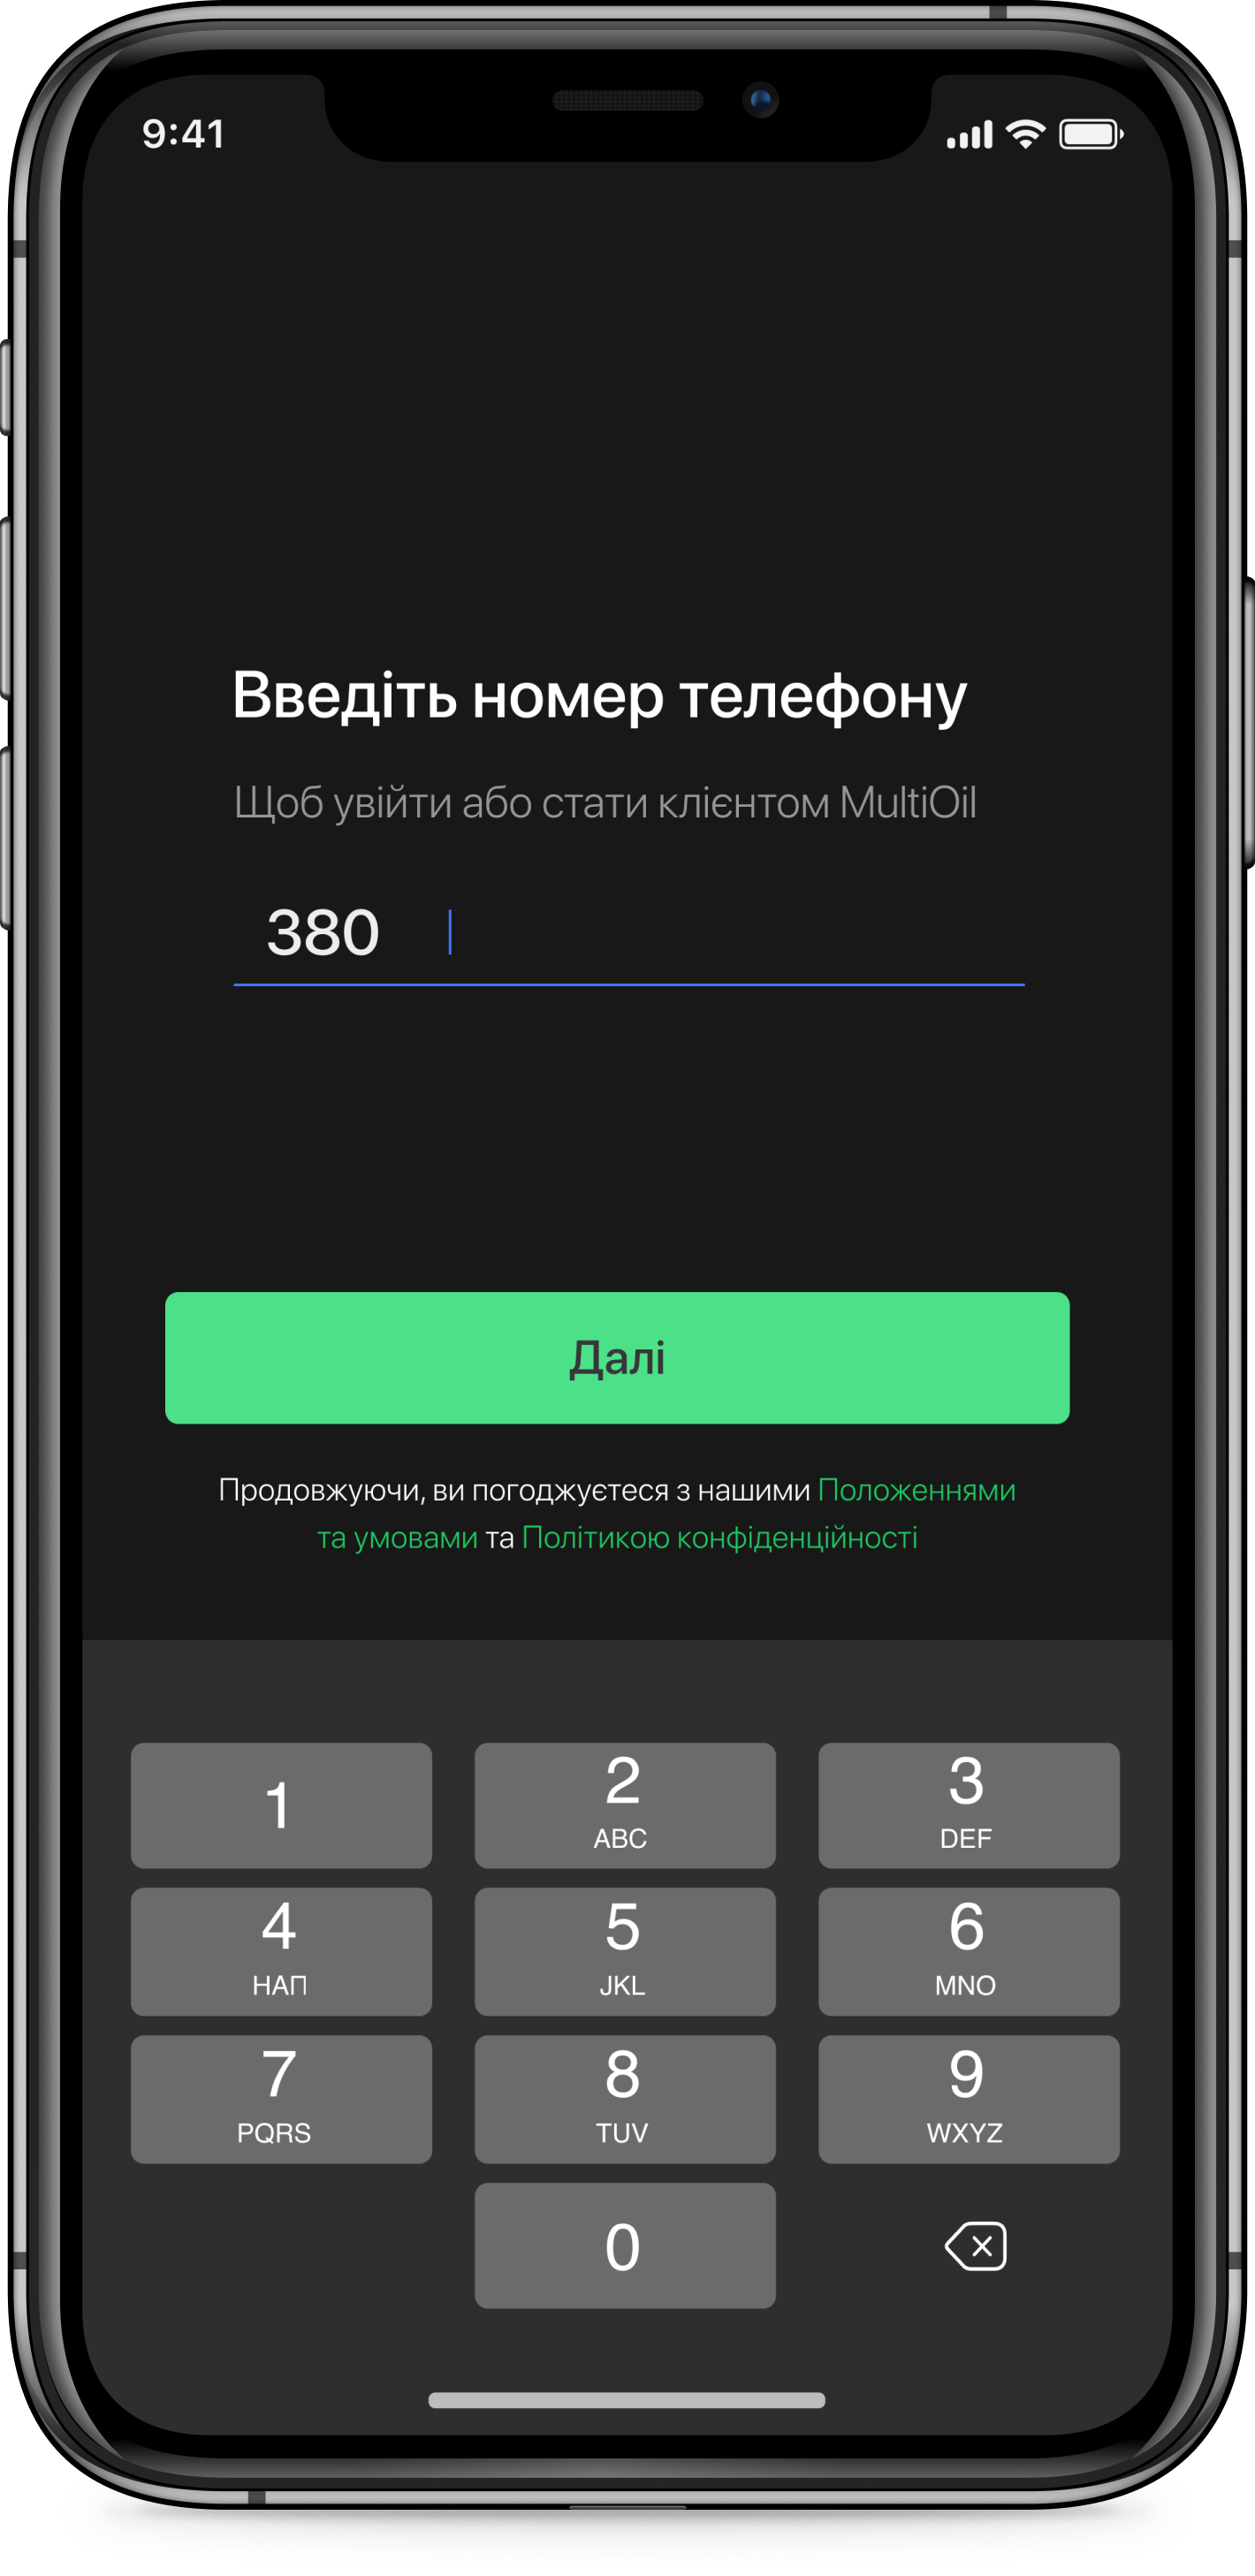 9:41
Введіть номер телефону
Щоб увійти або стати клієнтом MultiOil
380
Далі
Продовжуючи, ви погоджуєтеся з нашими Положеннями
та умовами та Політикою конфіденційності
1 2 3
ABC DEF
4 5 6
НАП JKL MNO
7 8 9
PQRS TUV WXYZ
0